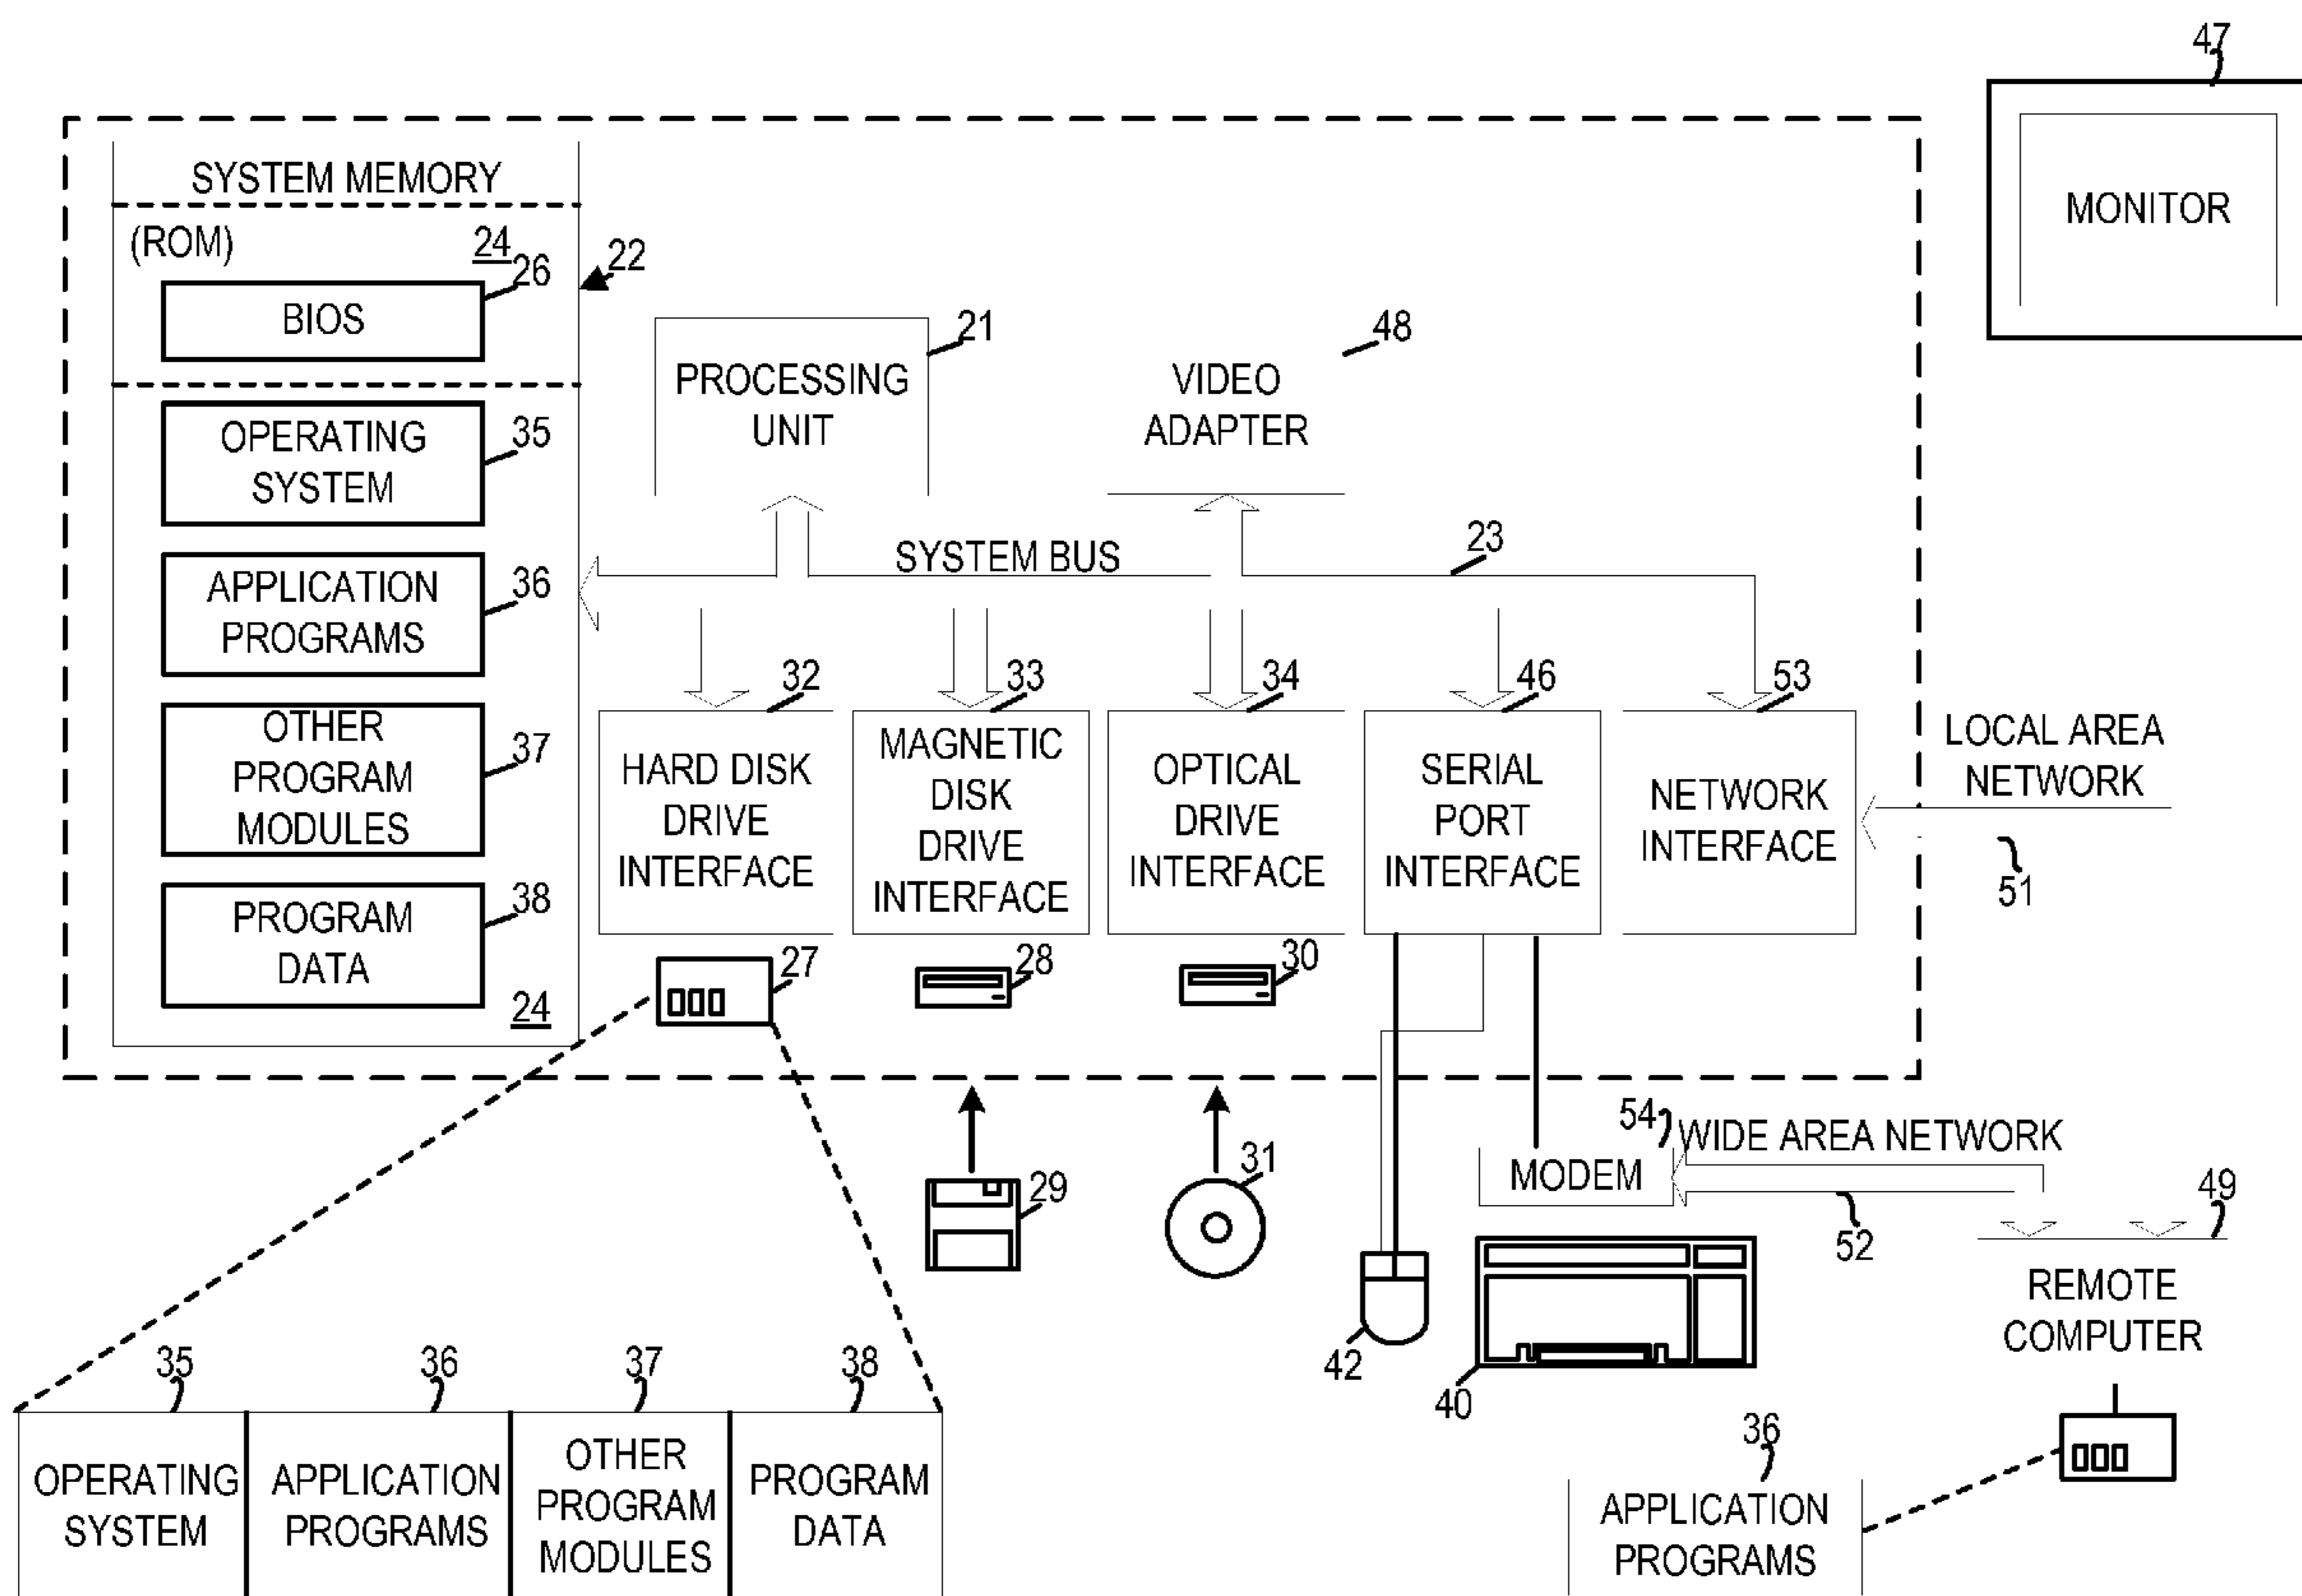 47
SYSTEM MEMORY
MONITOR
(ROM)
24
22
26
BIOS
21
48
PROCESSING
UNIT
VIDEO
ADAPTER
OPERATING
SYSTEM
35
SYSTEM BUS
23
APPLICATION
PROGRAMS
36
32
33
34
46
53
OTHER
PROGRAM
MODULES
37
HARD DISK
DRIVE
INTERFACE
MAGNETIC
DISK
DRIVE
INTERFACE
OPTICAL
DRIVE
INTERFACE
SERIAL
PORT
INTERFACE
NETWORK
INTERFACE
LOCAL AREA
NETWORK
51
PROGRAM
DATA
38
24
27
28
30
54
WIDE AREA NETWORK
MODEM
52
49
29
31
REMOTE
COMPUTER
42
40
35
36
37
38
OPERATING
SYSTEM
APPLICATION
PROGRAMS
OTHER
PROGRAM
MODULES
PROGRAM
DATA
36
APPLICATION
PROGRAMS